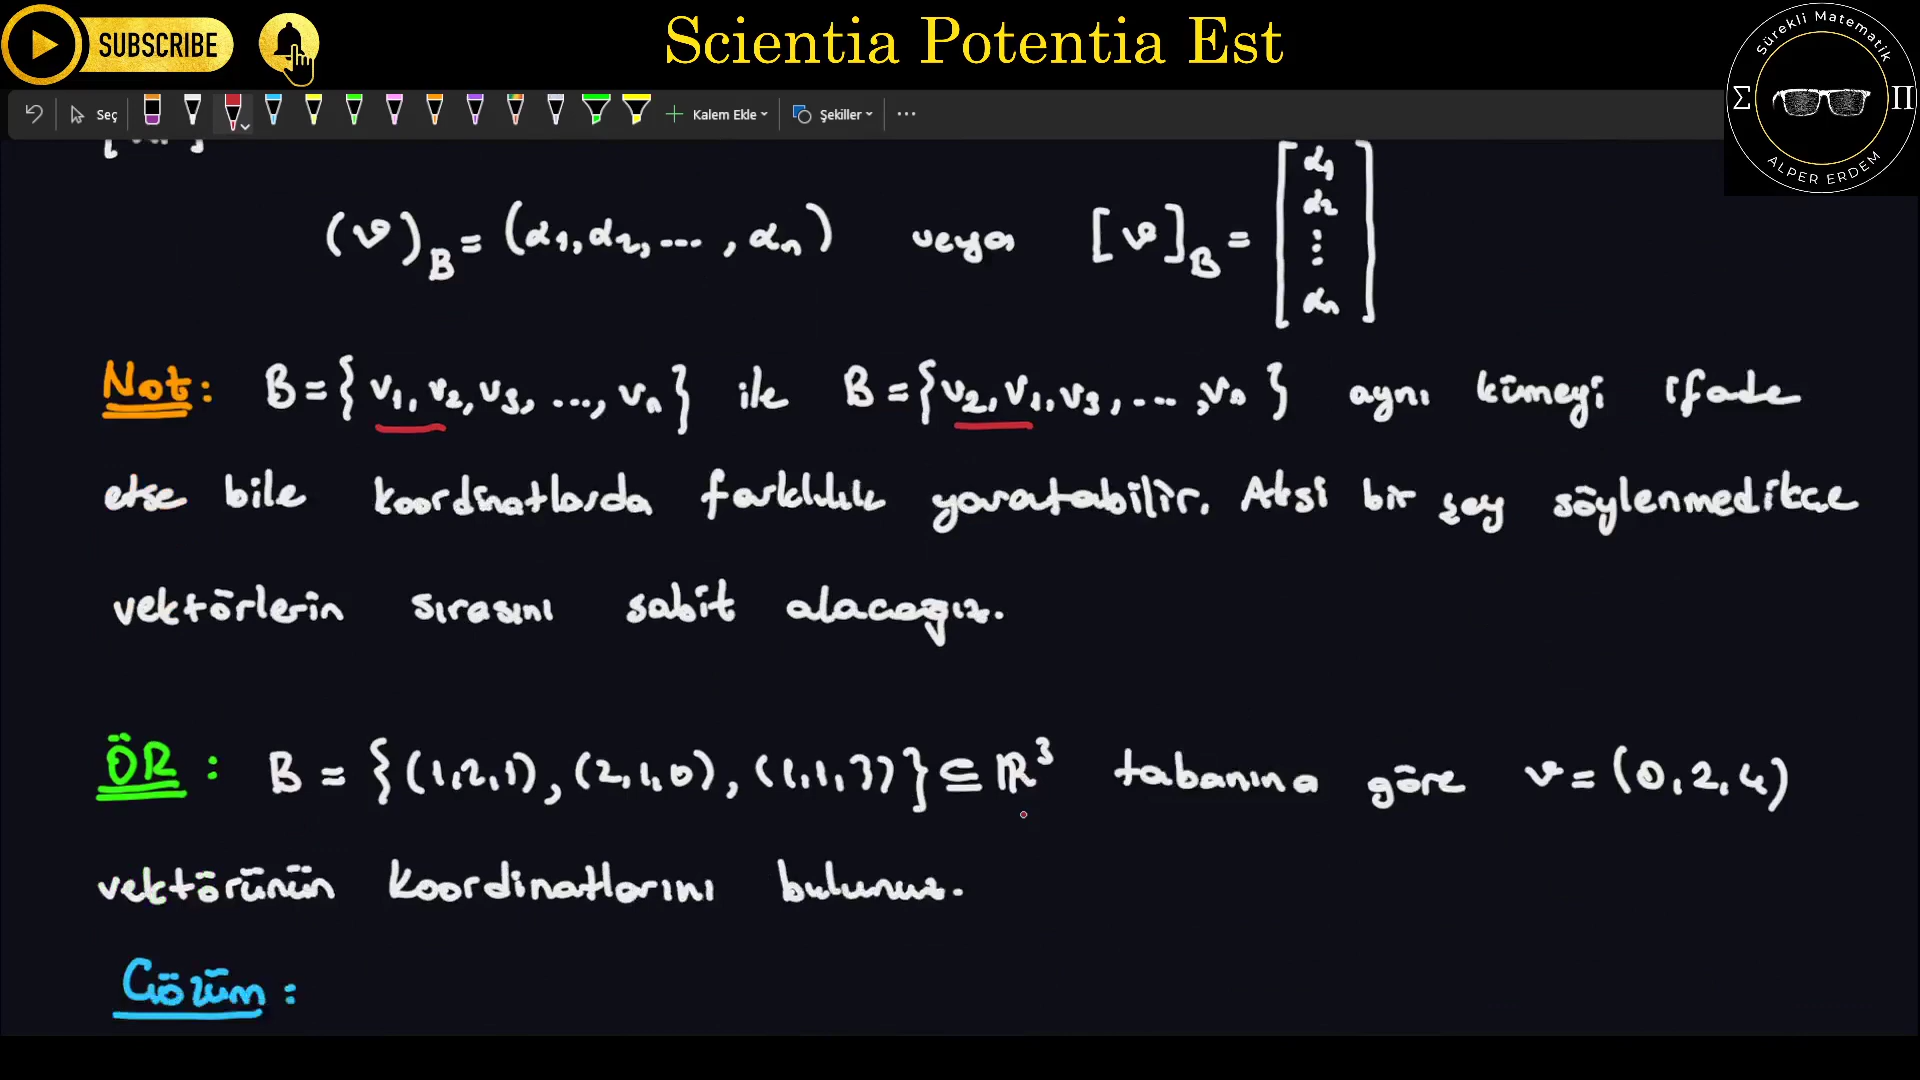 SUBSCRIBE
Scientia Potentia Est
Sürekli Matematik
Σ Π
ALPER ERDEM
Seç
Kalem Ekle
Şekiller
(v)_B = (α₁, α₂, ..., αₙ) veya [v]_B = [α₁ α₂ ⋮ αₙ]
Not: B = {v₁, v₂, v₃, ..., vₙ} ile B = {v₂, v₁, v₃, ..., vₙ} aynı kümeyi ifade
etse bile koordinatlarda farklılık yaratabilir. Aksi bir şey söylenmedikçe
vektörlerin sırasını sabit alacağız.
ÖR: B = {(1,2,1), (2,1,0), (1,1,3)} ⊆ ℝ³ tabanına göre v = (0,2,4)
vektörünün koordinatlarını bulunuz.
Çözüm: